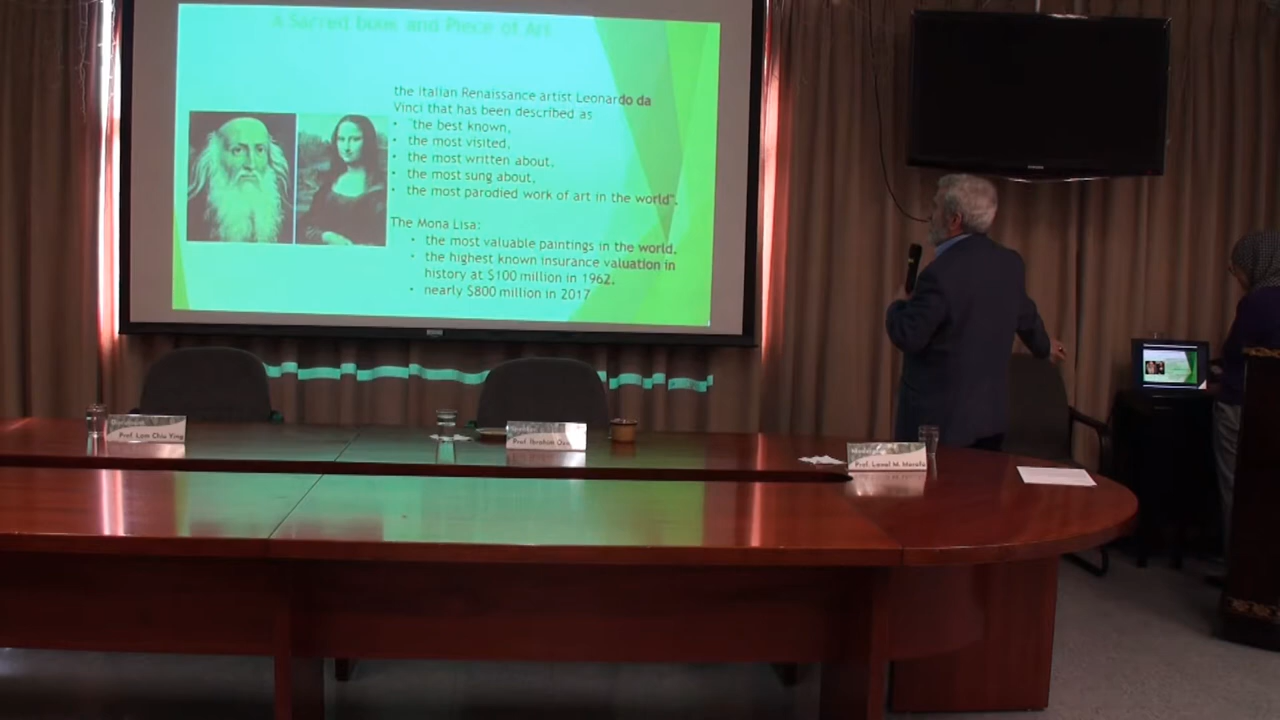 a Sacred book and Piece of Art
the Italian Renaissance artist Leonardo da
Vinci that has been described as
• "the best known,
• the most visited,
• the most written about,
• the most sung about,
• the most parodied work of art in the world".
The Mona Lisa:
• the most valuable paintings in the world.
• the highest known insurance valuation in
history at $100 million in 1962.
• nearly $800 million in 2017
Prof. Lam Chiu Ying
Prof. Ibrahim
Prof. Lawal M. Marafa